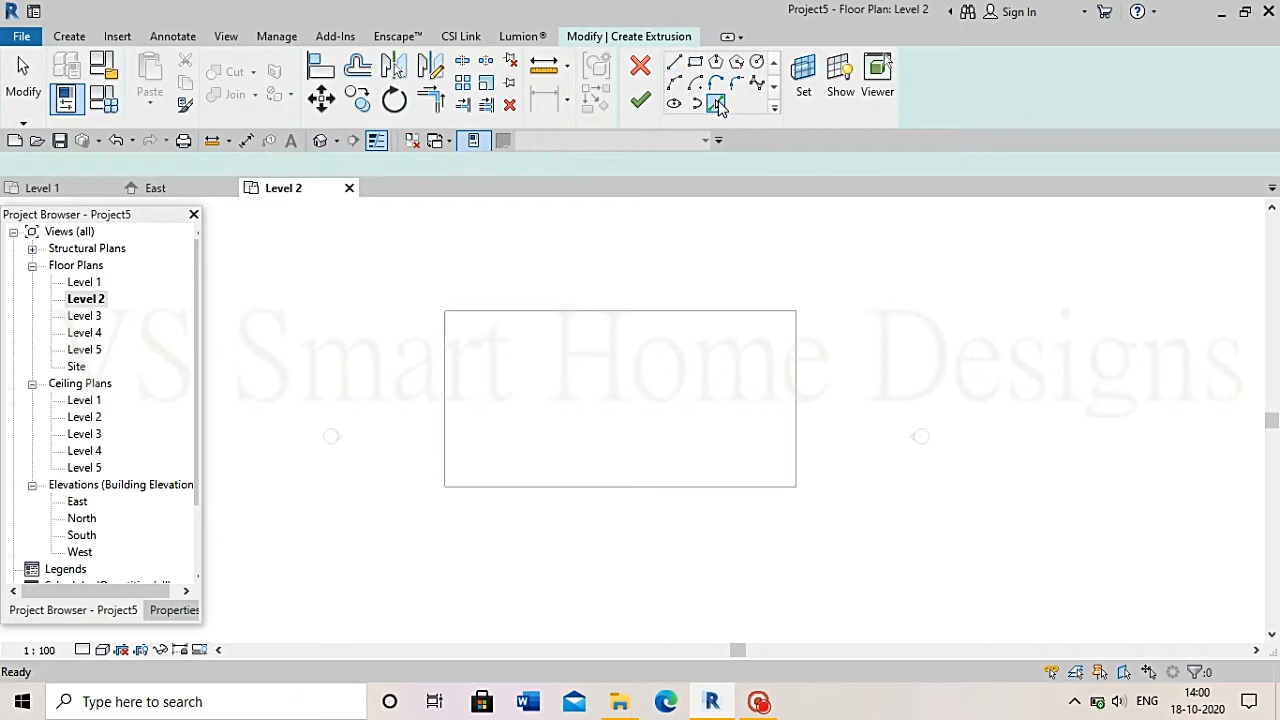 Project5 - Floor Plan: Level 2
Sign In
File
Create
Insert
Annotate
View
Manage
Add-Ins
Enscape™
CSI Link
Lumion®
Modify | Create Extrusion
Modify
Paste
Cut
Join
Set
Show
Viewer
Level 1
East
Level 2
Project Browser - Project5
Views (all)
Structural Plans
Floor Plans
Level 1
Level 2
Level 3
Level 4
Level 5
Site
Ceiling Plans
Level 1
Level 2
Level 3
Level 4
Level 5
Elevations (Building Elevation
East
North
South
West
Legends
Project Browser - Project5
Properties
VS Smart Home Designs
1 : 100
Ready
:0
Type here to search
ENG
14:00
18-10-2020